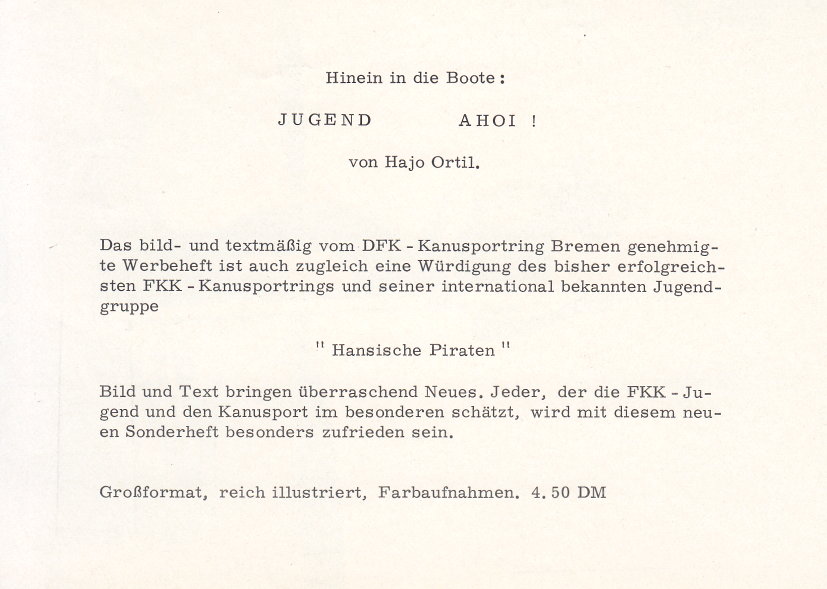 Hinein in die Boote:
JUGEND AHOI !
von Hajo Ortil.
Das bild- und textmäßig vom DFK - Kanusportring Bremen genehmig-
te Werbeheft ist auch zugleich eine Würdigung des bisher erfolgreich-
sten FKK - Kanusportrings und seiner international bekannten Jugend-
gruppe
" Hansische Piraten "
Bild und Text bringen überraschend Neues. Jeder, der die FKK - Ju-
gend und den Kanusport im besonderen schätzt, wird mit diesem neu-
en Sonderheft besonders zufrieden sein.
Großformat, reich illustriert, Farbaufnahmen. 4.50 DM